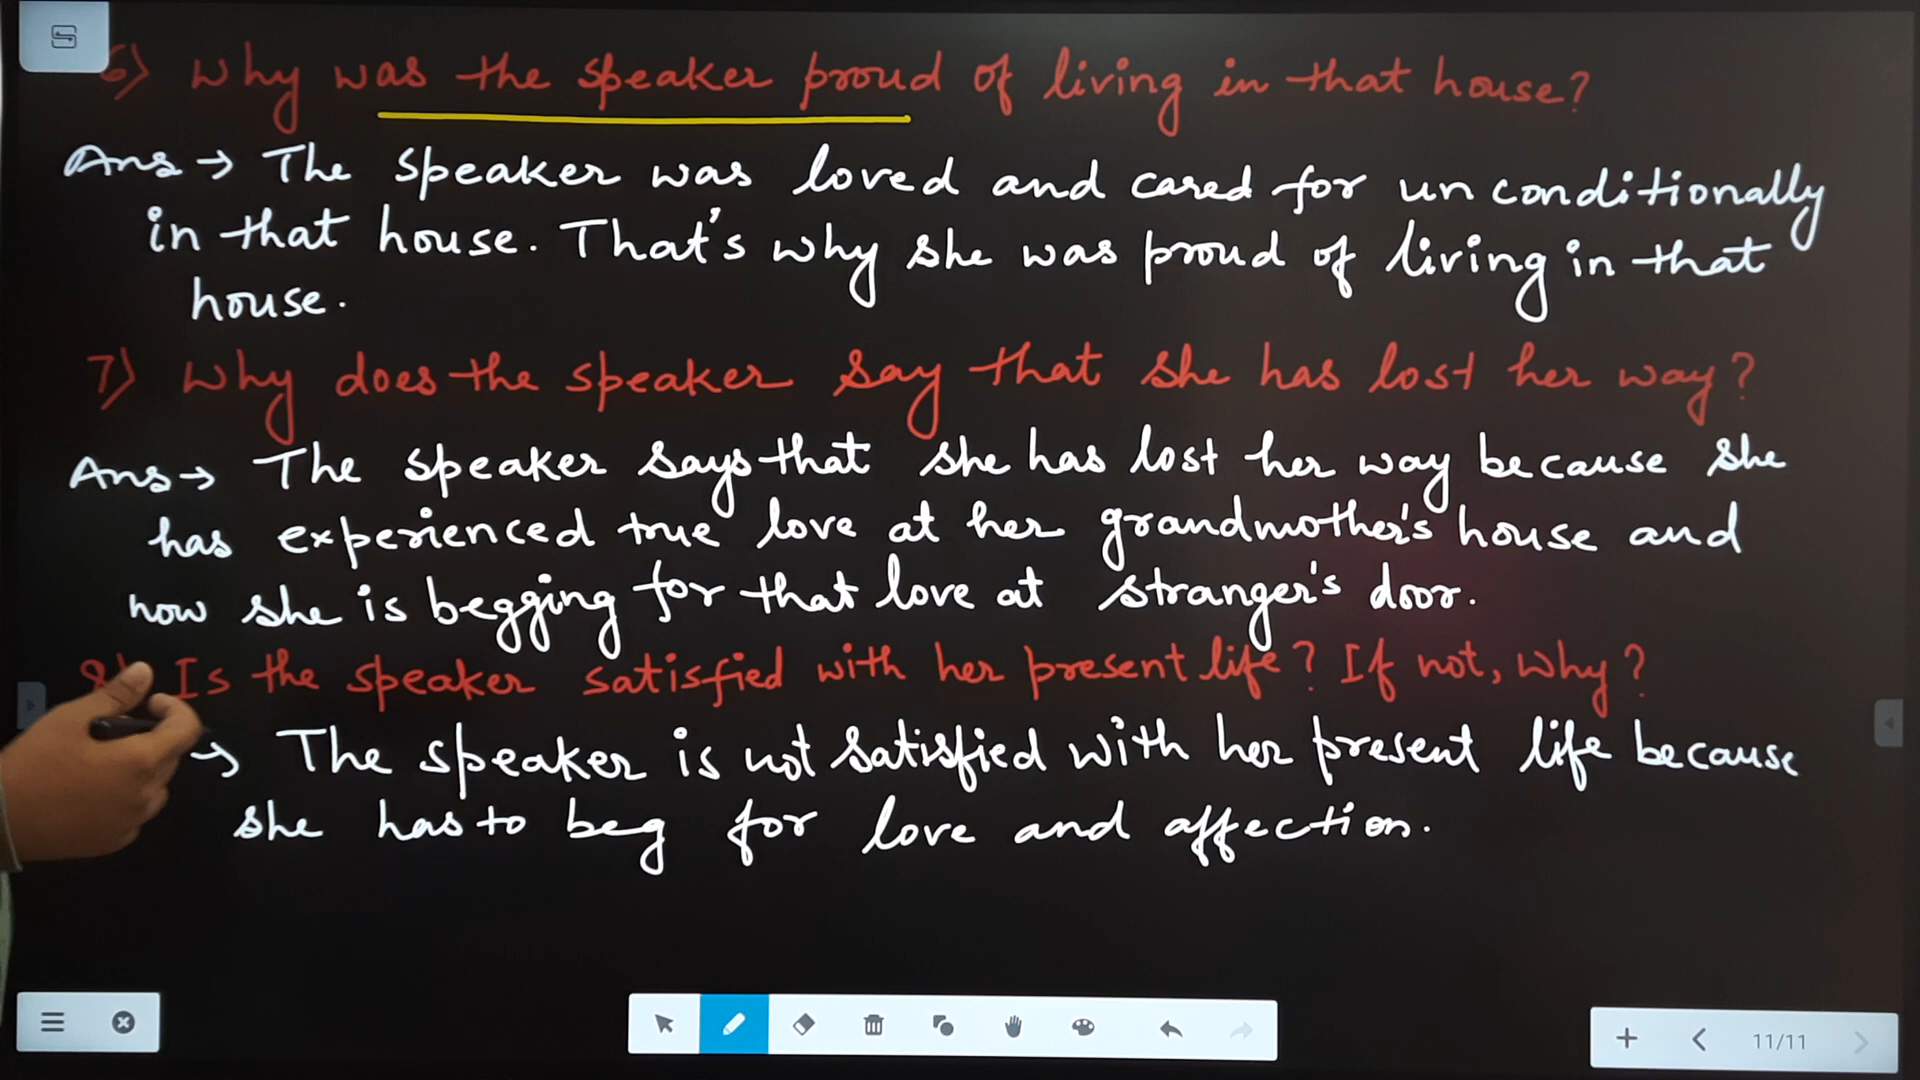 6) Why was the speaker proud of living in that house?
Ans → The speaker was loved and cared for unconditionally
in that house. That's why she was proud of living in that
house.
7) Why does the speaker say that she has lost her way?
Ans → The speaker says that she has lost her way because she
has experienced true love at her grandmother's house and
now she is begging for that love at stranger's door.
8) Is the speaker satisfied with her present life? If not, why?
→ The speaker is not satisfied with her present life because
she has to beg for love and affection.
11/11